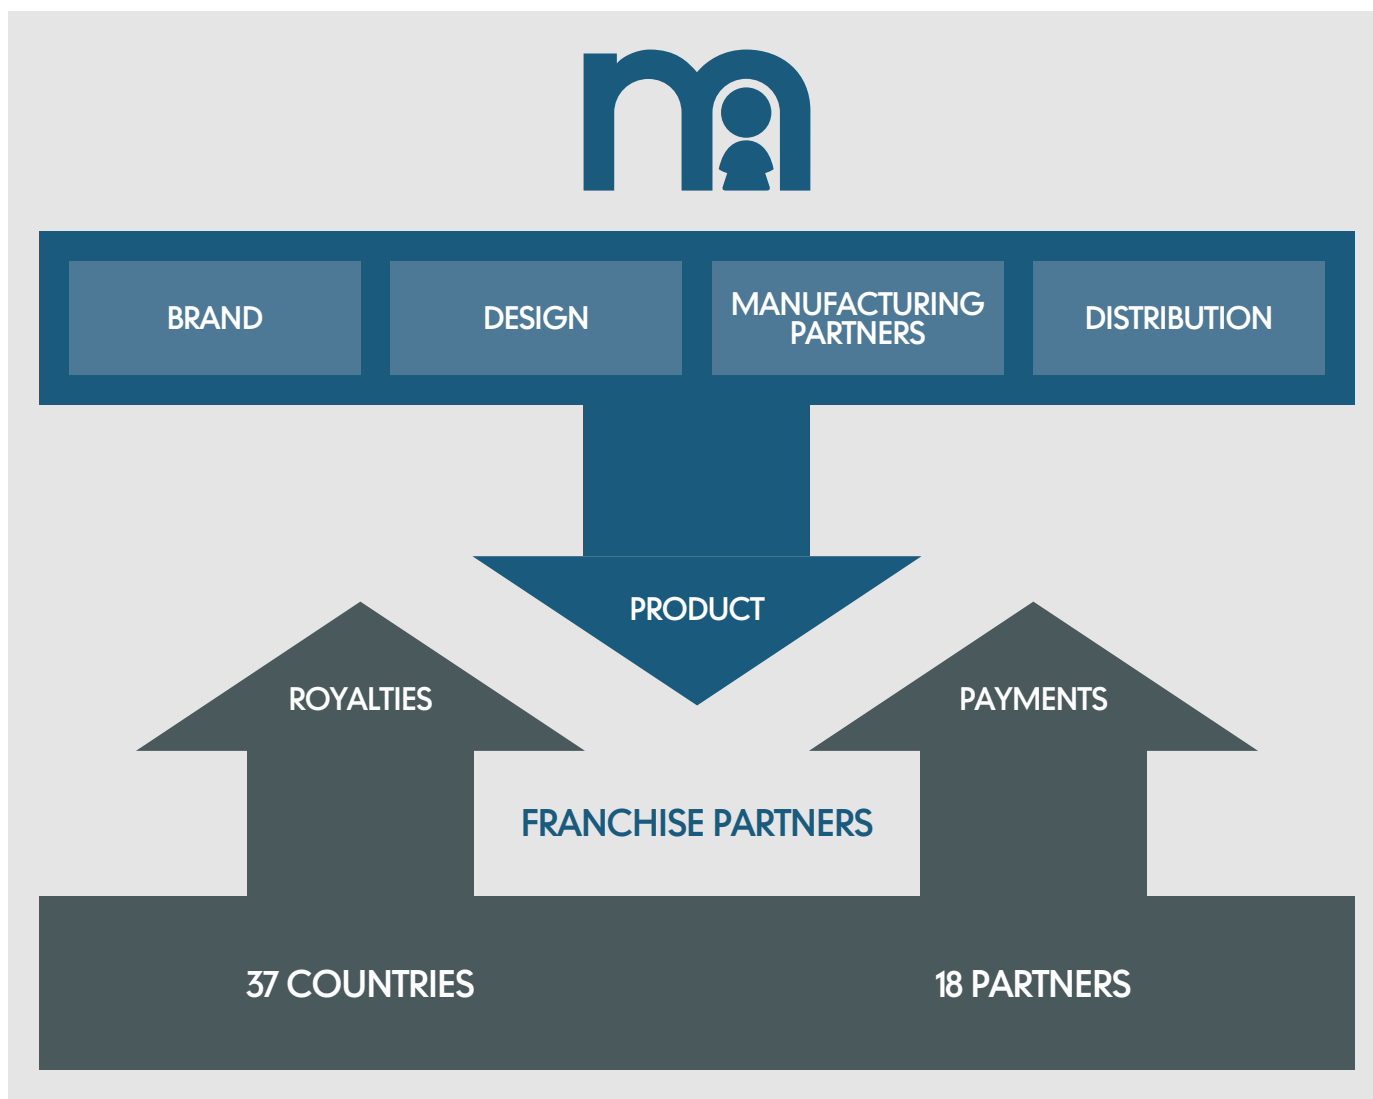 BRAND
DESIGN
MANUFACTURING
PARTNERS
DISTRIBUTION
PRODUCT
ROYALTIES
PAYMENTS
FRANCHISE PARTNERS
37 COUNTRIES
18 PARTNERS